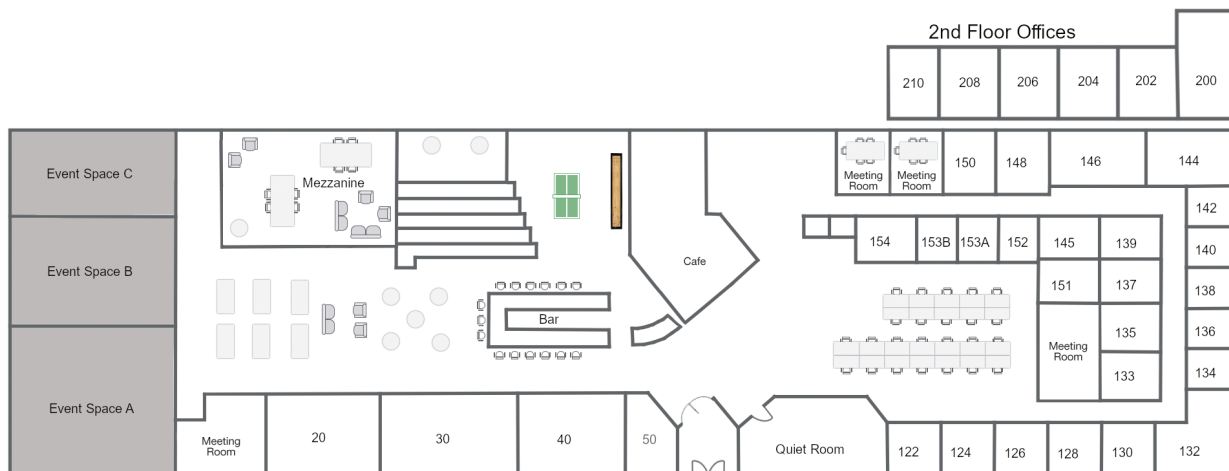 2nd Floor Offices
210
208
206
204
202
200
Event Space C
Mezzanine
Meeting
Room
Meeting
Room
150
148
146
144
142
Event Space B
Cafe
154
153B
153A
152
145
139
140
151
137
138
Bar
Meeting
Room
135
136
133
134
Event Space A
Meeting
Room
20
30
40
50
Quiet Room
122
124
126
128
130
132